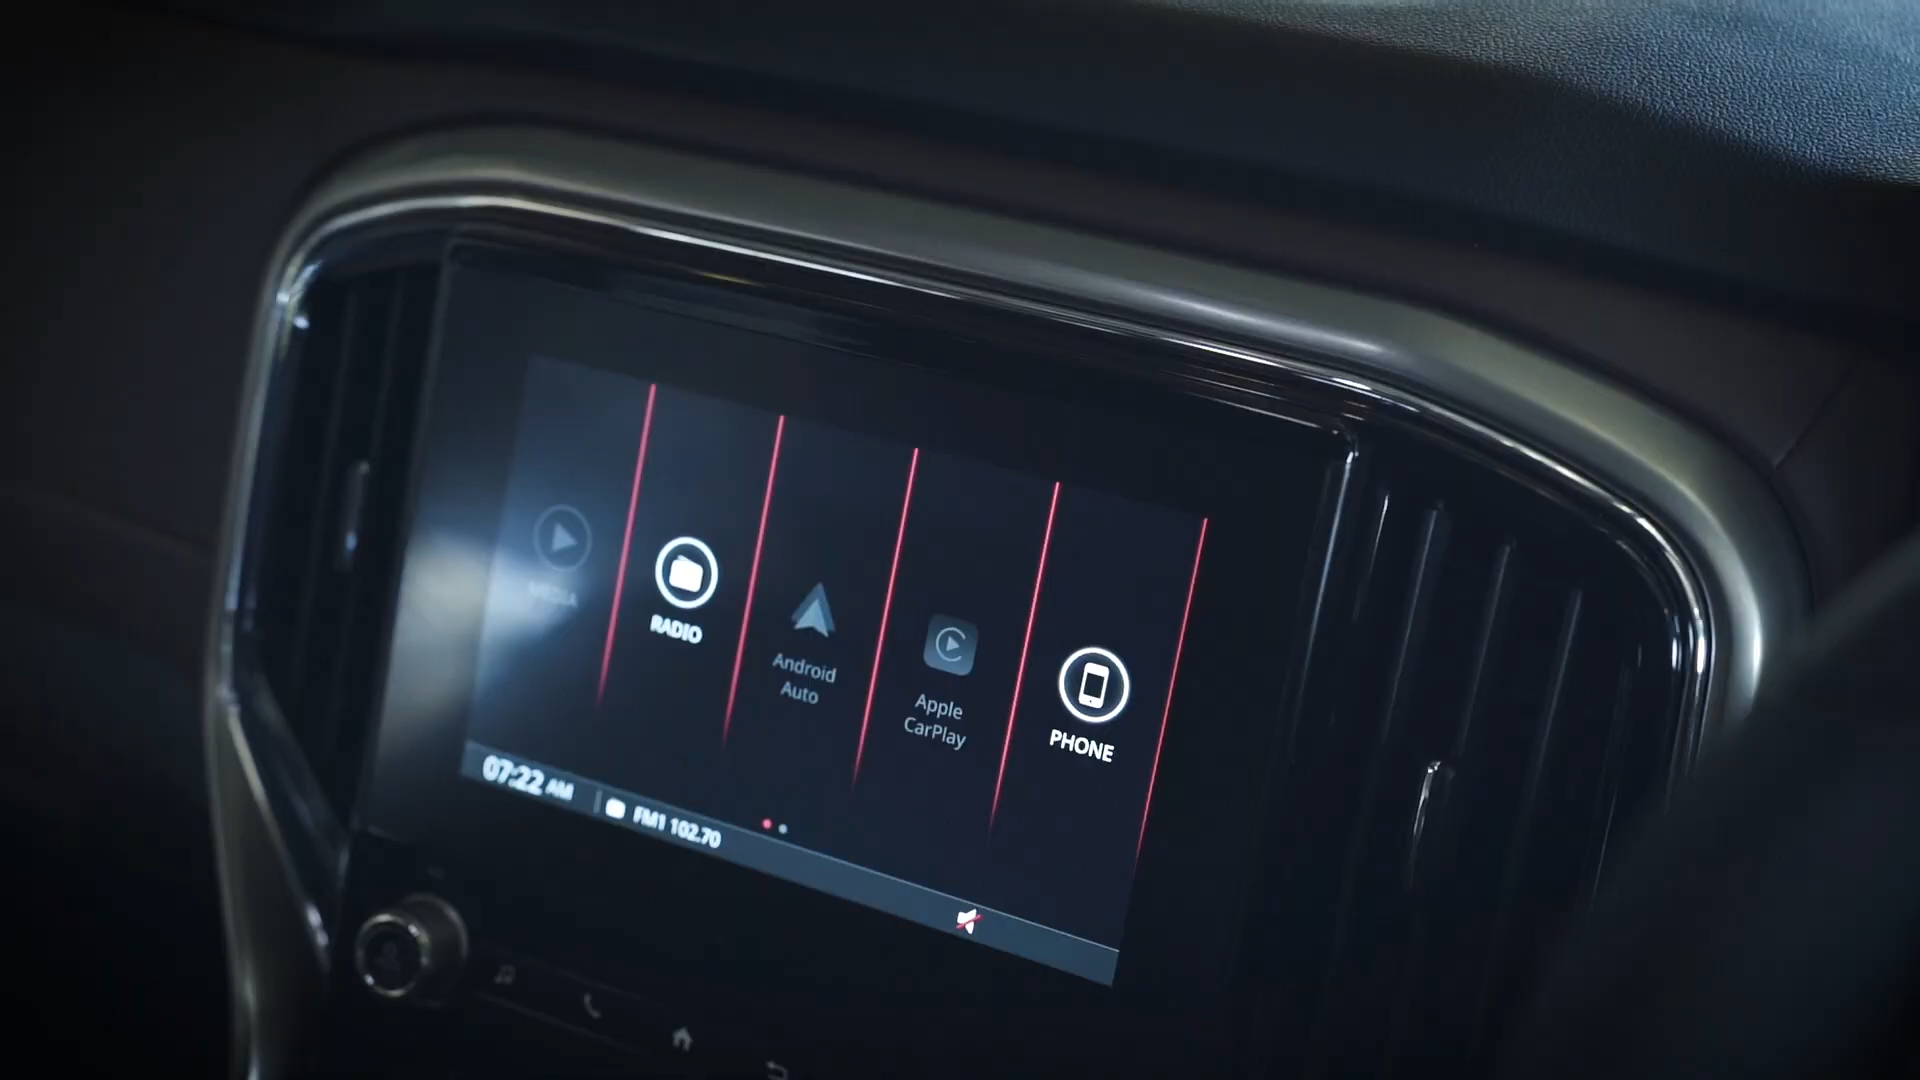 MEDIA
RADIO
Android
Auto
Apple
CarPlay
PHONE
07:22 AM
FM1 102.70